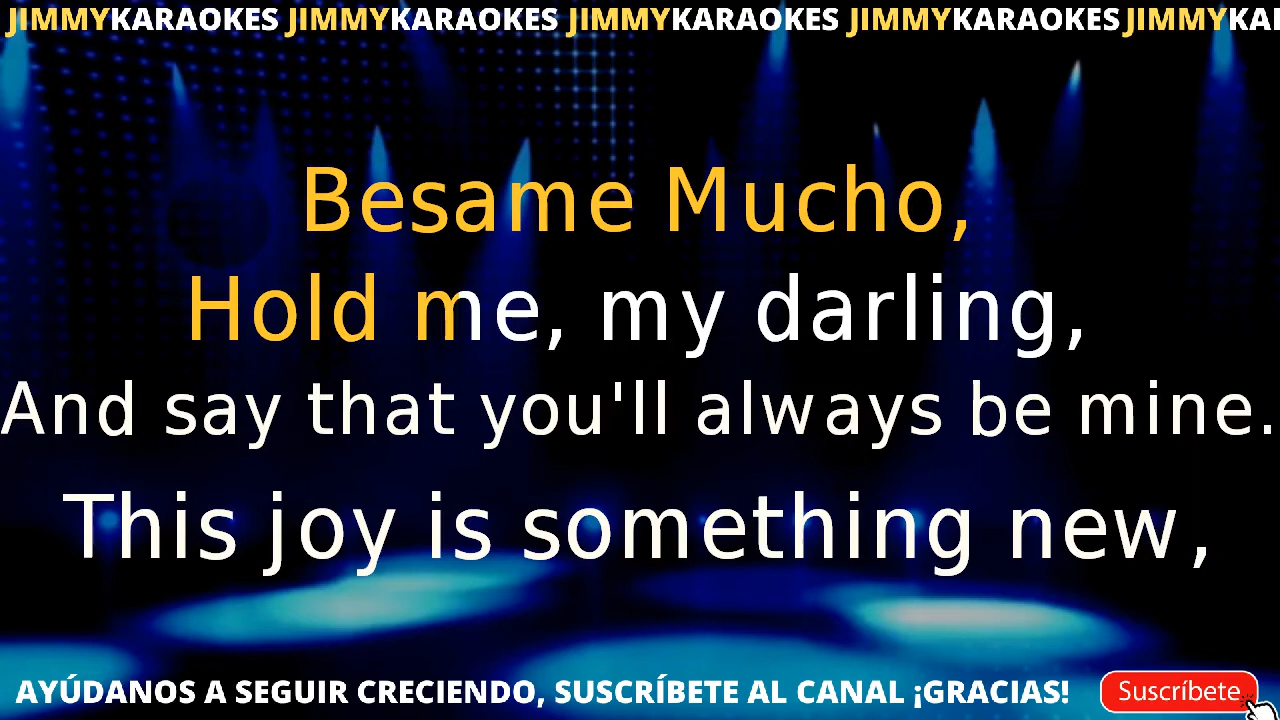 JIMMYKARAOKES JIMMYKARAOKES JIMMYKARAOKES JIMMYKARAOKES JIMMYKA
Besame Mucho,
Hold me, my darling,
And say that you'll always be mine.
This joy is something new,
AYÚDANOS A SEGUIR CRECIENDO, SUSCRÍBETE AL CANAL ¡GRACIAS! Suscríbete